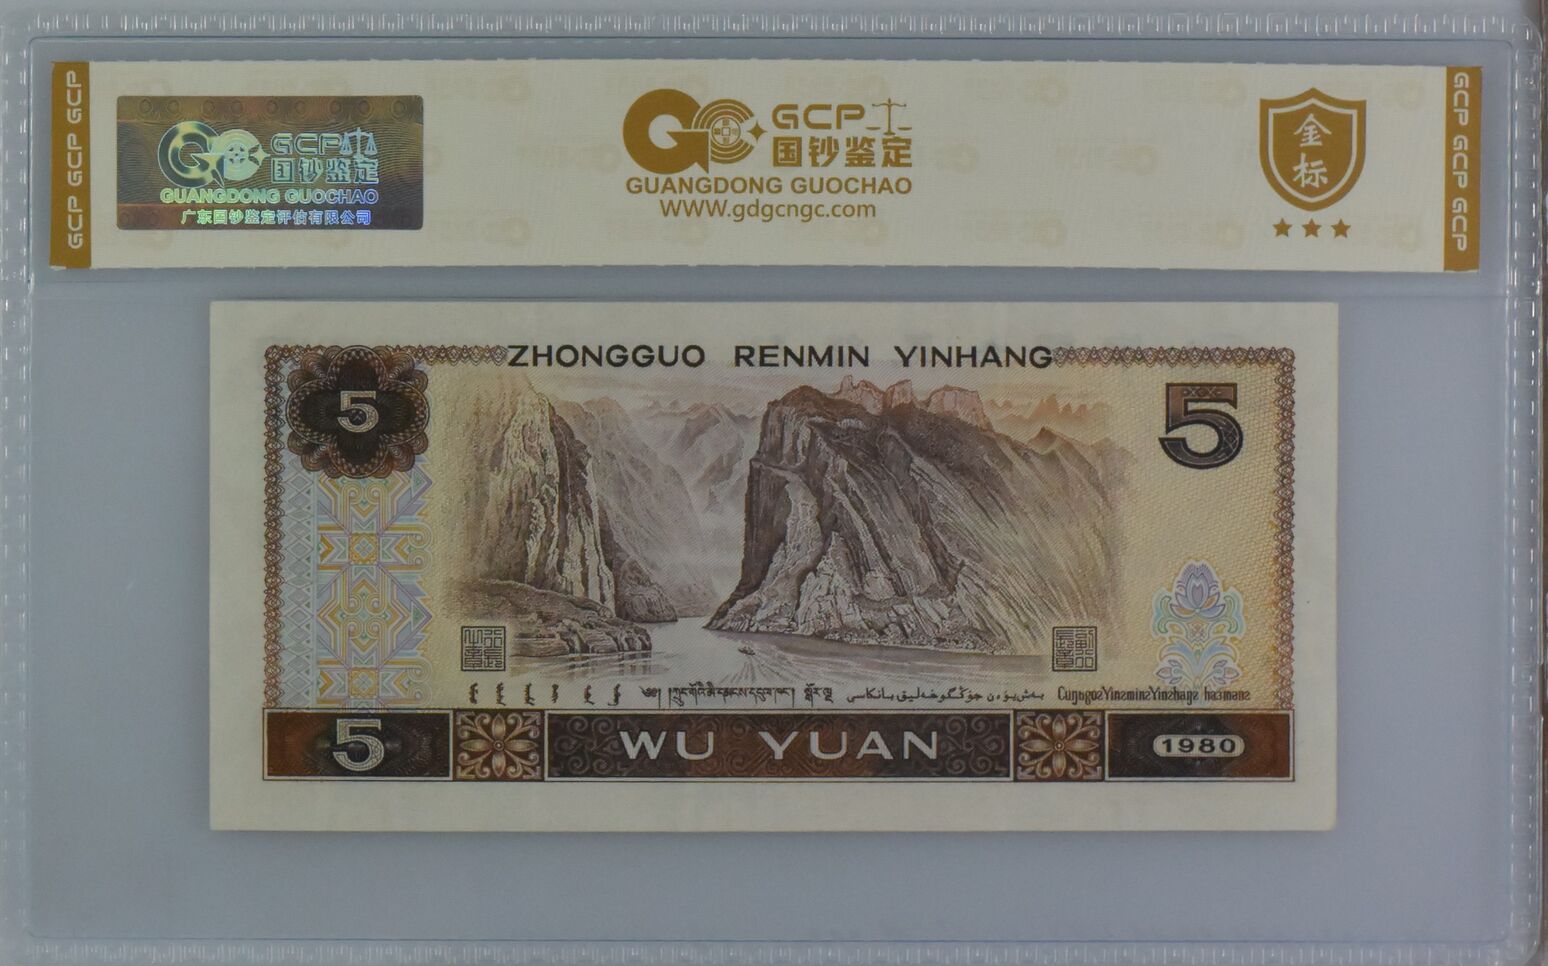 GCP GCP GCP
GCP
国钞鉴定
GUANGDONG GUOCHAO
广东国钞鉴定评估有限公司
GCP
国钞鉴定
GUANGDONG GUOCHAO
WWW.gdgcngc.com
金标
GCP GCP GCP
ZHONGGUO RENMIN YINHANG
5
5
5
WU YUAN
1980